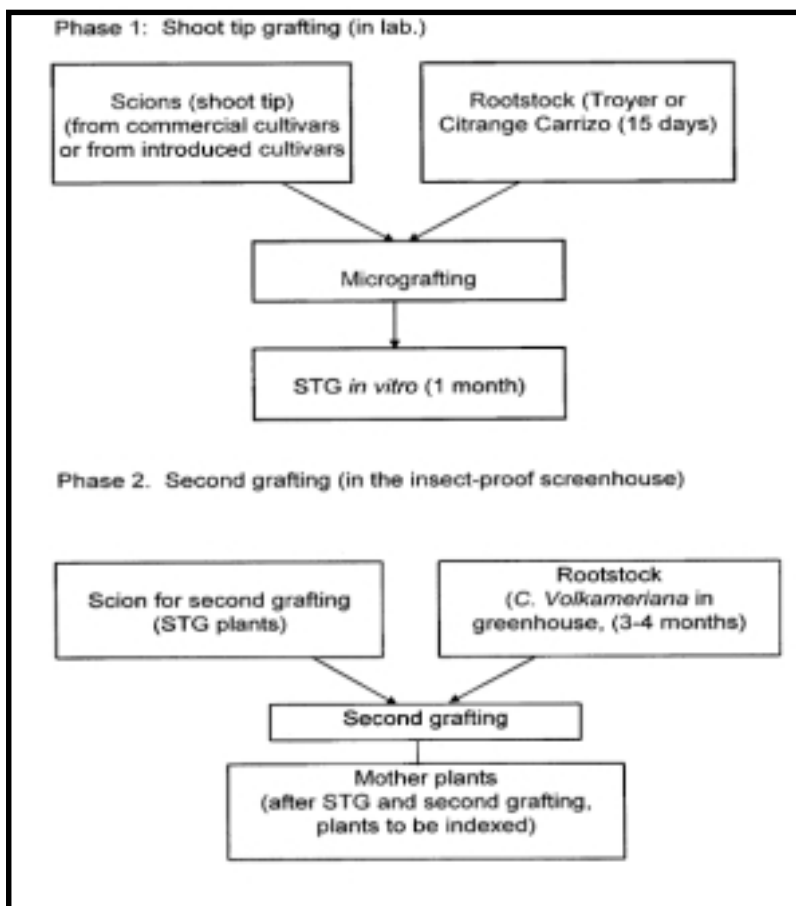 Phase 1: Shoot tip grafting (in lab.)
Scions (shoot tip)
(from commercial cultivars
or from introduced cultivars
Rootstock (Troyer or
Citrange Carrizo (15 days)
Micrografting
STG in vitro (1 month)
Phase 2. Second grafting (in the insect-proof screenhouse)
Scion for second grafting
(STG plants)
Rootstock
(C. Volkameriana in
greenhouse, (3-4 months)
Second grafting
Mother plants
(after STG and second grafting,
plants to be indexed)